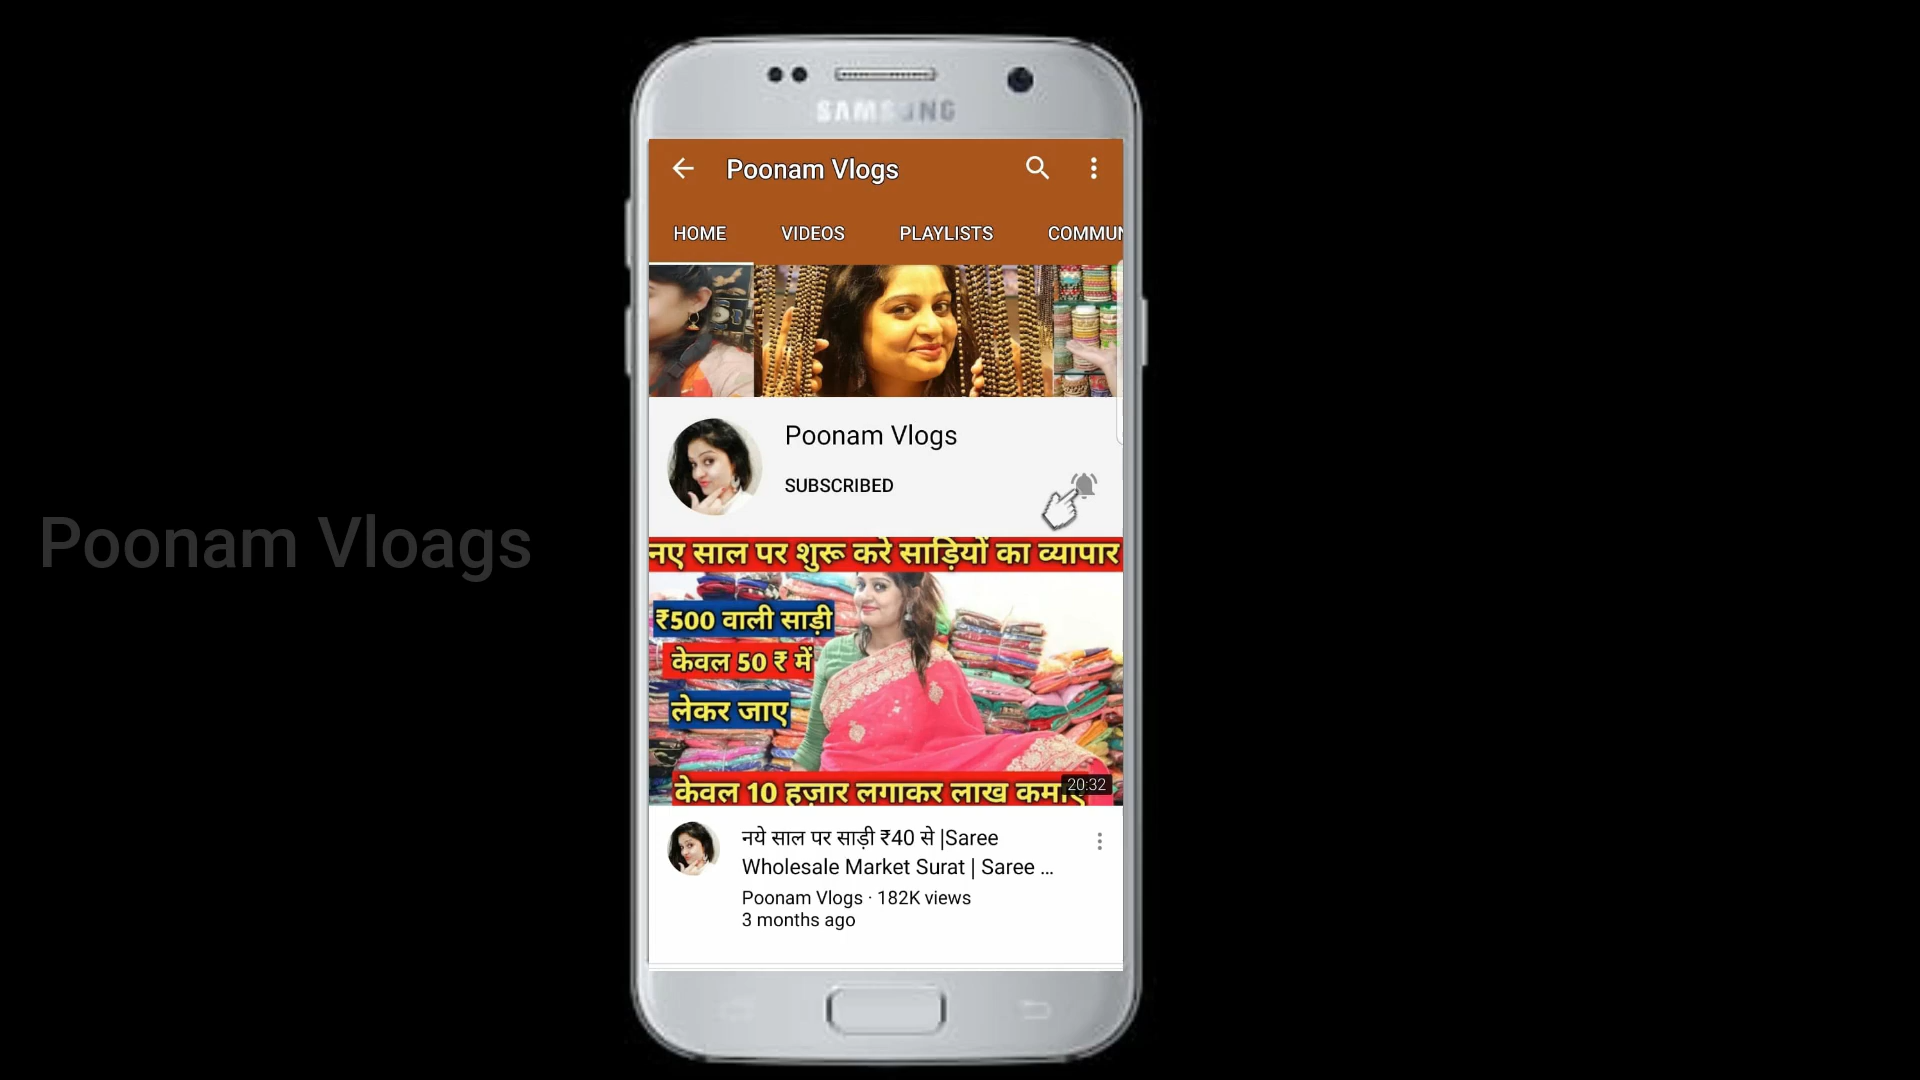 SAMSUNG
Poonam Vlogs
HOME VIDEOS PLAYLISTS COMMUN
Poonam Vlogs
SUBSCRIBED
Poonam Vloags
नए साल पर शुरू करे साड़ियों का व्यापार
₹500 वाली साड़ी
केवल 50 ₹ में
लेकर जाए
केवल 10 हज़ार लगाकर लाख कमाए
20:32
नये साल पर साड़ी ₹40 से |Saree
Wholesale Market Surat | Saree ...
Poonam Vlogs · 182K views
3 months ago